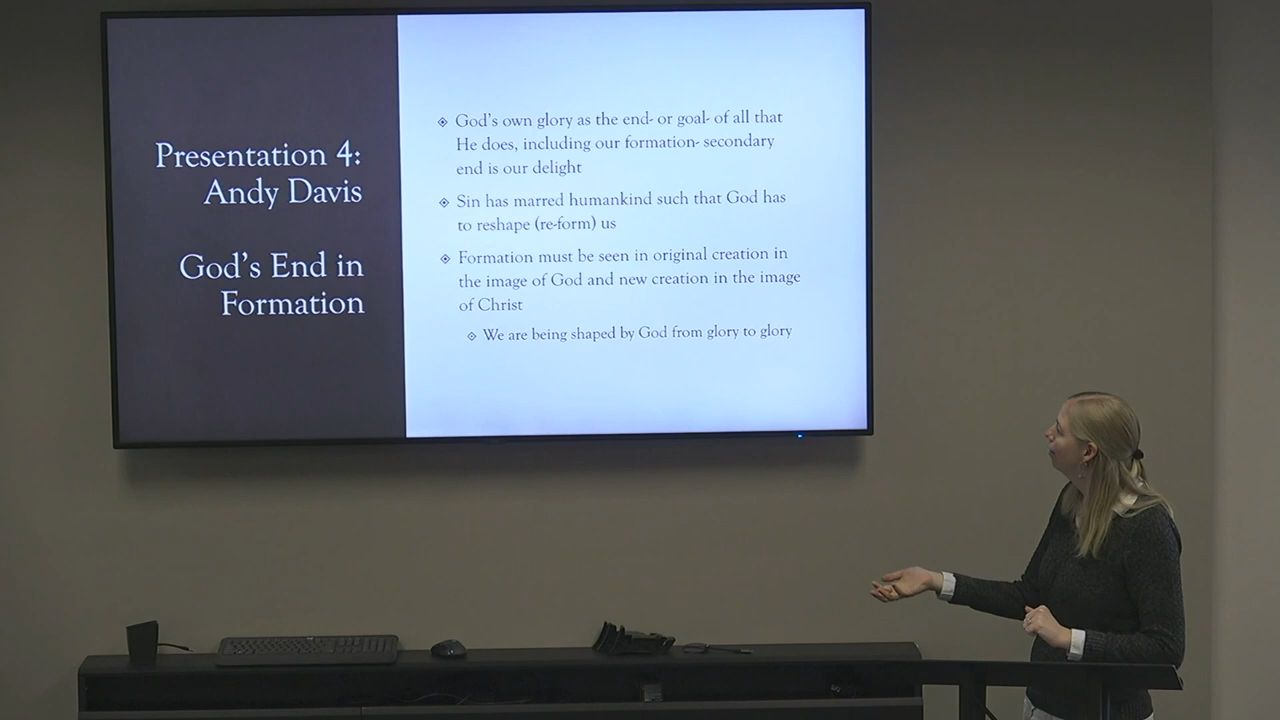 Presentation 4:
Andy Davis
God's End in
Formation
God's own glory as the end- or goal- of all that
He does, including our formation- secondary
end is our delight
Sin has marred humankind such that God has
to reshape (re-form) us
Formation must be seen in original creation in
the image of God and new creation in the image
of Christ
We are being shaped by God from glory to glory